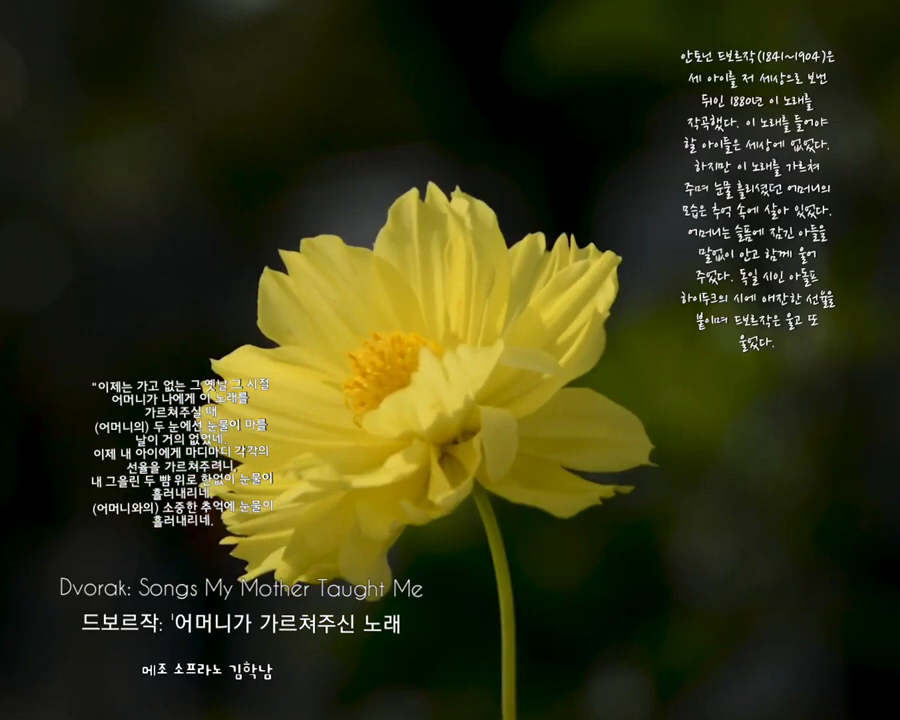 안토닌 드보르작(1841~1904)은
세 아이를 저 세상으로 보낸
뒤인 1880년 이 노래를
작곡했다. 이 노래를 들어야
할 아이들은 세상에 없었다.
하지만 이 노래를 가르쳐
주며 눈물 흘리셨던 어머니의
모습은 추억 속에 살아 있었다.
어머니는 슬픔에 잠긴 아들을
말없이 안고 함께 울어
주었다. 독일 시인 아돌프
하이두크의 시에 애잔한 선율을
붙이며 드보르작은 울고 또
울었다.
"이제는 가고 없는 그 옛날 그 시절
어머니가 나에게 이 노래를
가르쳐주실 때
(어머니의) 두 눈에선 눈물이 마를
날이 거의 없었네.
이제 내 아이에게 마디마디 각각의
선율을 가르쳐주려니,
내 그을린 두 뺨 위로 한없이 눈물이
흘러내리네.
(어머니와의) 소중한 추억에 눈물이
흘러내리네.
Dvorak: Songs My Mother Taught Me
드보르작: '어머니가 가르쳐주신 노래
메조 소프라노 김학남